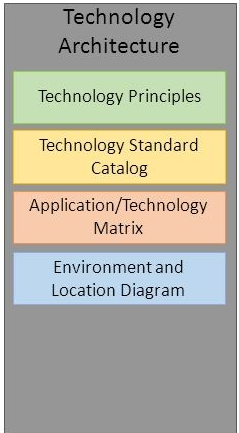 Technology
Architecture
Technology Principles
Technology Standard
Catalog
Application/Technology
Matrix
Environment and
Location Diagram